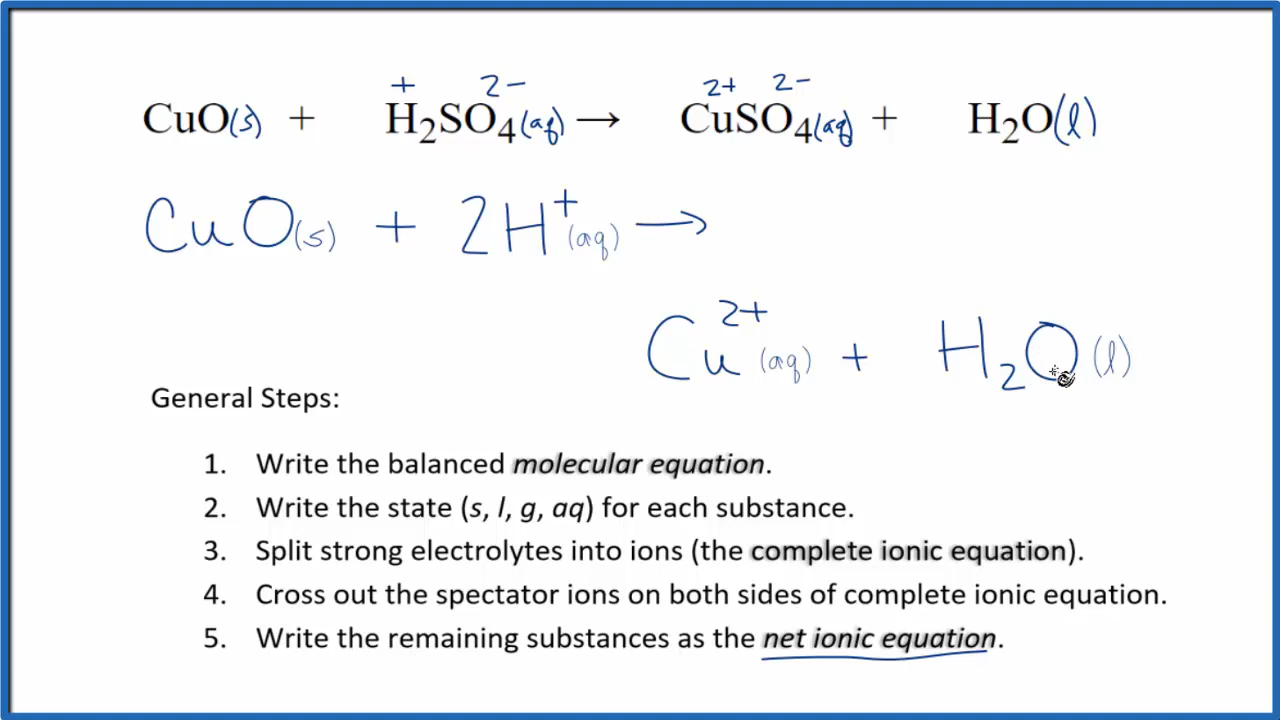 + 2- 2+ 2-
CuO(s) + H₂SO₄(aq) → CuSO₄(aq) + H₂O(l)
CuO(s) + 2H⁺(aq) →
Cu²⁺(aq) + H₂O(l)
General Steps:
1. Write the balanced molecular equation.
2. Write the state (s, l, g, aq) for each substance.
3. Split strong electrolytes into ions (the complete ionic equation).
4. Cross out the spectator ions on both sides of complete ionic equation.
5. Write the remaining substances as the net ionic equation.